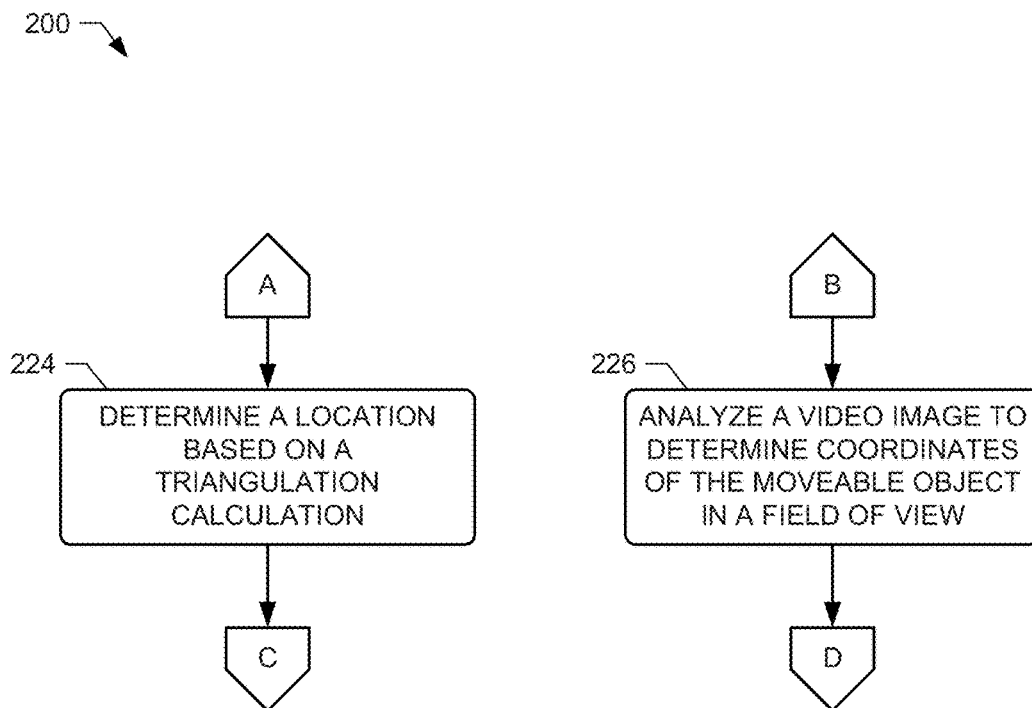 200
A
B
224
DETERMINE A LOCATION
BASED ON A
TRIANGULATION
CALCULATION
226
ANALYZE A VIDEO IMAGE TO
DETERMINE COORDINATES
OF THE MOVEABLE OBJECT
IN A FIELD OF VIEW
C
D